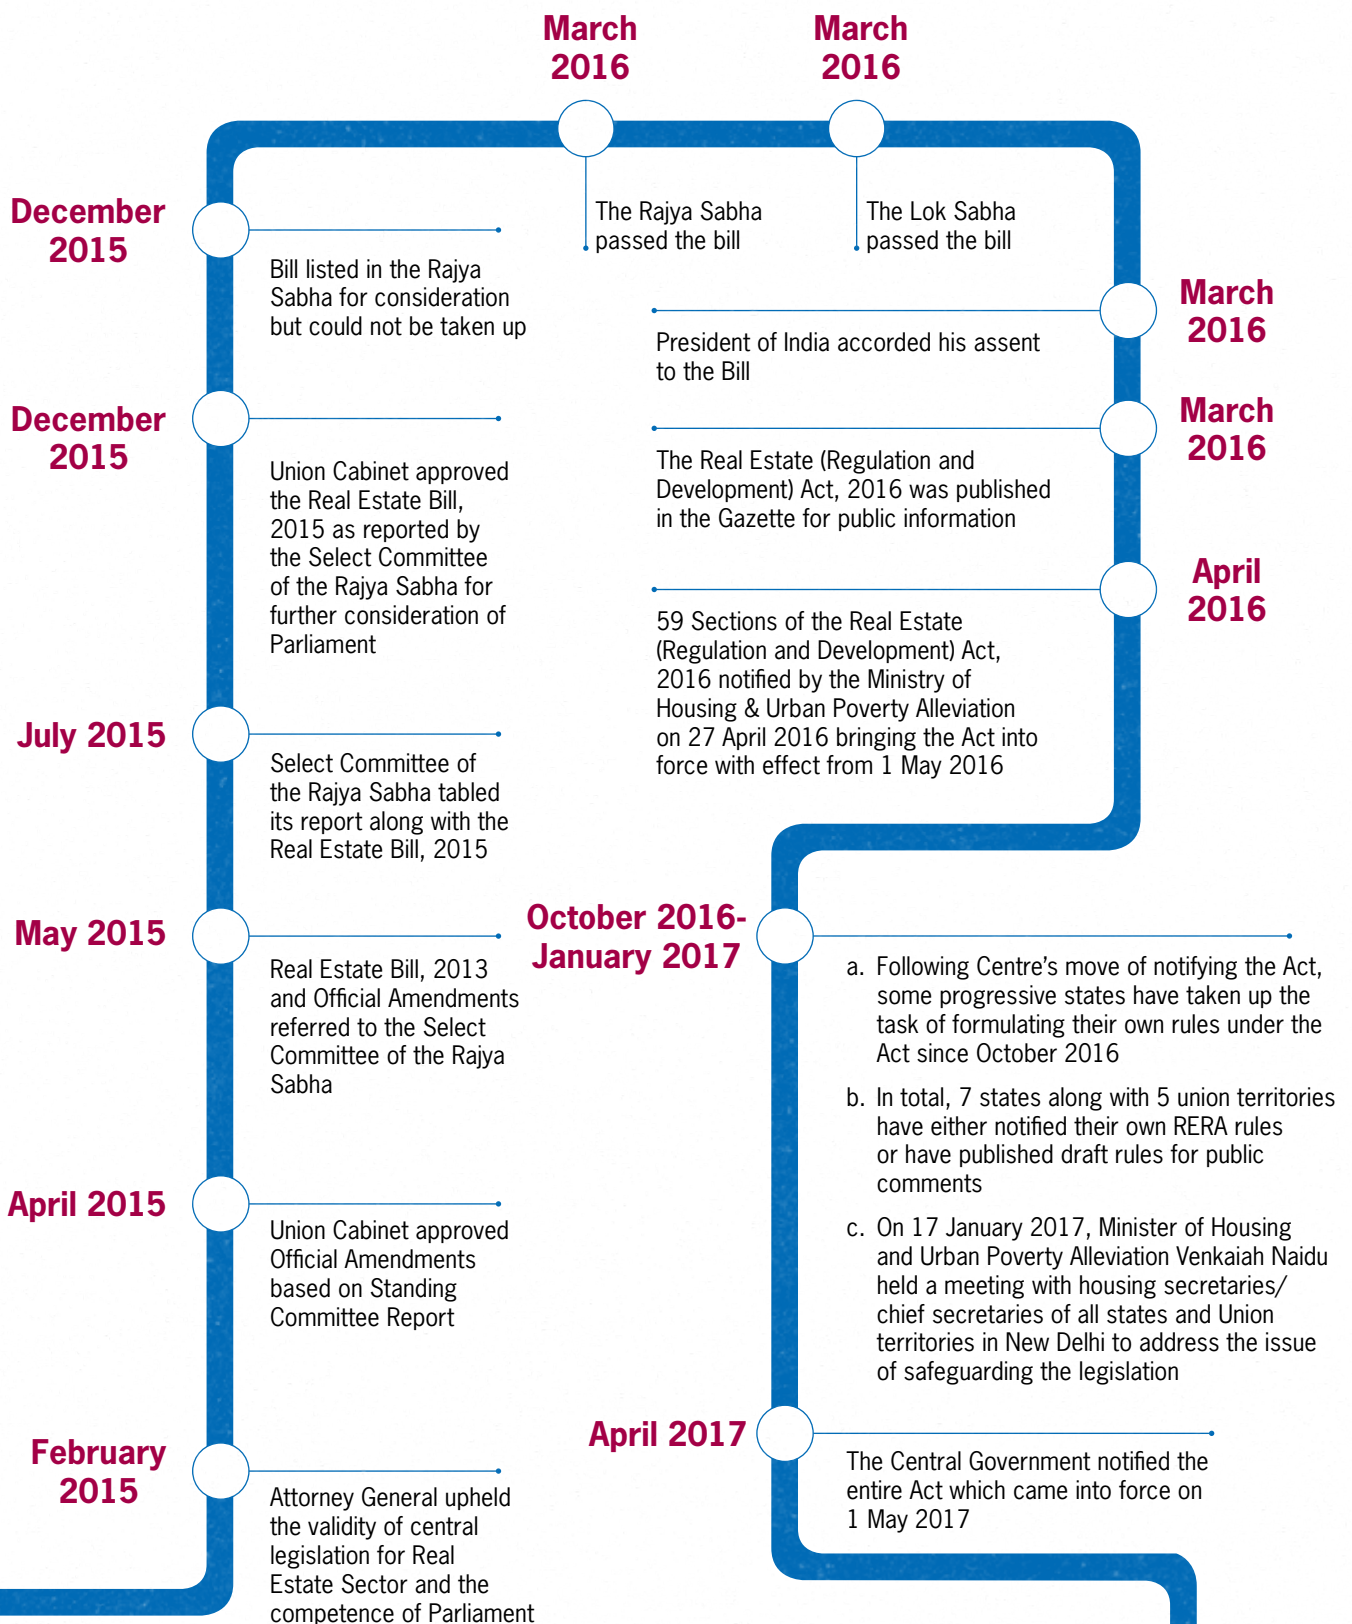 March
2016
March
2016
The Rajya Sabha
passed the bill
The Lok Sabha
passed the bill
December
2015
Bill listed in the Rajya
Sabha for consideration
but could not be taken up
December
2015
Union Cabinet approved
the Real Estate Bill,
2015 as reported by
the Select Committee
of the Rajya Sabha for
further consideration of
Parliament
July 2015
Select Committee of
the Rajya Sabha tabled
its report along with the
Real Estate Bill, 2015
May 2015
Real Estate Bill, 2013
and Official Amendments
referred to the Select
Committee of the Rajya
Sabha
April 2015
Union Cabinet approved
Official Amendments
based on Standing
Committee Report
February
2015
Attorney General upheld
the validity of central
legislation for Real
Estate Sector and the
competence of Parliament
March
2016
President of India accorded his assent
to the Bill
March
2016
The Real Estate (Regulation and
Development) Act, 2016 was published
in the Gazette for public information
April
2016
59 Sections of the Real Estate
(Regulation and Development) Act,
2016 notified by the Ministry of
Housing & Urban Poverty Alleviation
on 27 April 2016 bringing the Act into
force with effect from 1 May 2016
October 2016-
January 2017
a. Following Centre's move of notifying the Act,
some progressive states have taken up the
task of formulating their own rules under the
Act since October 2016
b. In total, 7 states along with 5 union territories
have either notified their own RERA rules
or have published draft rules for public
comments
c. On 17 January 2017, Minister of Housing
and Urban Poverty Alleviation Venkaiah Naidu
held a meeting with housing secretaries/
chief secretaries of all states and Union
territories in New Delhi to address the issue
of safeguarding the legislation
April 2017
The Central Government notified the
entire Act which came into force on
1 May 2017